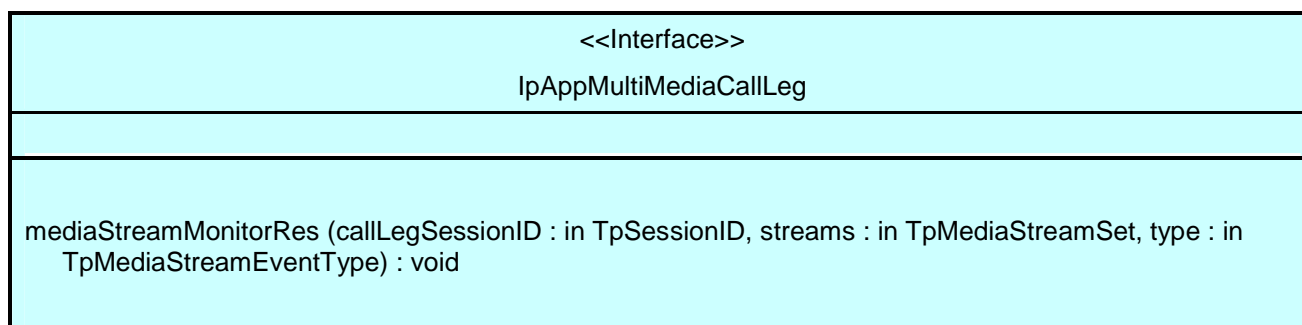 <<Interface>>
IpAppMultiMediaCallLeg
mediaStreamMonitorRes (callLegSessionID : in TpSessionID, streams : in TpMediaStreamSet, type : in
TpMediaStreamEventType) : void